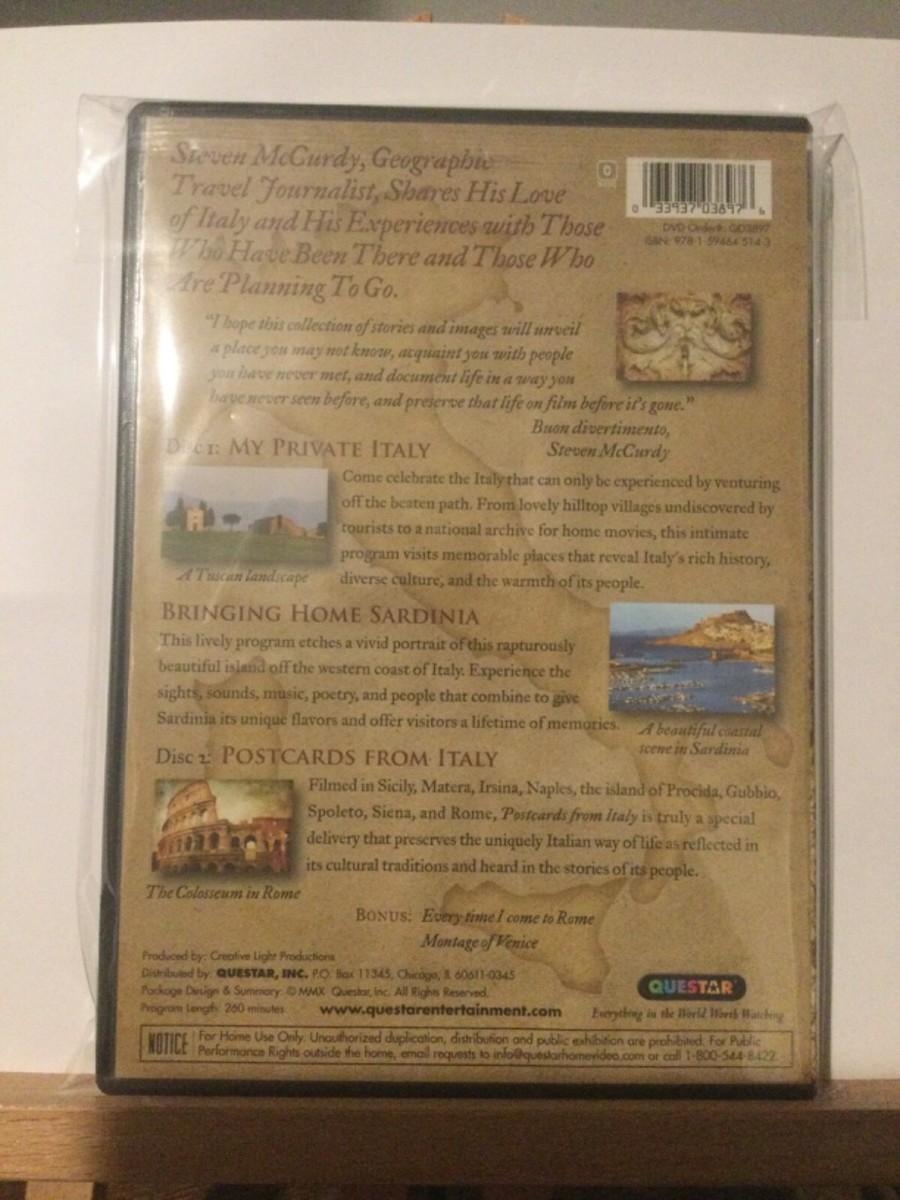 Steven McCurdy, Geographic
Travel Journalist, Shares His Love
of Italy and His Experiences with Those
Who Have Been There and Those Who
Are Planning To Go.
0 33937 03897 6
DVD Order#: QD3897
ISBN: 978-1-59464-514-3
"I hope this collection of stories and images will unveil
a place you may not know, acquaint you with people
you have never met, and document life in a way you
have never seen before, and preserve that life on film before it's gone."
Buon divertimento,
Steven McCurdy
Disc 1: MY PRIVATE ITALY
Come celebrate the Italy that can only be experienced by venturing
off the beaten path. From lovely hilltop villages undiscovered by
tourists to a national archive for home movies, this intimate
program visits memorable places that reveal Italy's rich history,
diverse culture, and the warmth of its people.
A Tuscan landscape
BRINGING HOME SARDINIA
This lively program etches a vivid portrait of this rapturously
beautiful island off the western coast of Italy. Experience the
sights, sounds, music, poetry, and people that combine to give
Sardinia its unique flavors and offer visitors a lifetime of memories.
A beautiful coastal
scene in Sardinia
Disc 2: POSTCARDS FROM ITALY
Filmed in Sicily, Matera, Irsina, Naples, the island of Procida, Gubbio,
Spoleto, Siena, and Rome, Postcards from Italy is truly a special
delivery that preserves the uniquely Italian way of life as reflected in
its cultural traditions and heard in the stories of its people.
The Colosseum in Rome
BONUS: Every time I come to Rome
Montage of Venice
Produced by: Creative Light Productions
Distributed by: QUESTAR, INC. P.O. Box 11345, Chicago, IL 60611-0345
Package Design & Summary: © MMX Questar, Inc. All Rights Reserved.
Program Length: 260 minutes www.questarentertainment.com
QUESTAR
Everything in the World Worth Watching
NOTICE
For Home Use Only. Unauthorized duplication, distribution and public exhibition are prohibited. For Public
Performance Rights outside the home, email requests to info@questarhomevideo.com or call 1-800-544-8422.